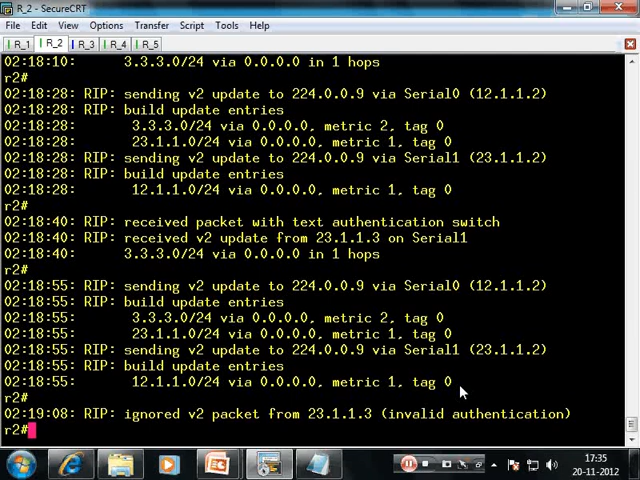 R_2 - SecureCRT
File Edit View Options Transfer Script Tools Help
R_1 R_2 R_3 R_4 R_5
02:18:10: 3.3.3.0/24 via 0.0.0.0 in 1 hops
r2#
02:18:28: RIP: sending v2 update to 224.0.0.9 via Serial0 (12.1.1.2)
02:18:28: RIP: build update entries
02:18:28: 3.3.3.0/24 via 0.0.0.0, metric 2, tag 0
02:18:28: 23.1.1.0/24 via 0.0.0.0, metric 1, tag 0
02:18:28: RIP: sending v2 update to 224.0.0.9 via Serial1 (23.1.1.2)
02:18:28: RIP: build update entries
02:18:28: 12.1.1.0/24 via 0.0.0.0, metric 1, tag 0
r2#
02:18:40: RIP: received packet with text authentication switch
02:18:40: RIP: received v2 update from 23.1.1.3 on Serial1
02:18:40: 3.3.3.0/24 via 0.0.0.0 in 1 hops
r2#
02:18:55: RIP: sending v2 update to 224.0.0.9 via Serial0 (12.1.1.2)
02:18:55: RIP: build update entries
02:18:55: 3.3.3.0/24 via 0.0.0.0, metric 2, tag 0
02:18:55: 23.1.1.0/24 via 0.0.0.0, metric 1, tag 0
02:18:55: RIP: sending v2 update to 224.0.0.9 via Serial1 (23.1.1.2)
02:18:55: RIP: build update entries
02:18:55: 12.1.1.0/24 via 0.0.0.0, metric 1, tag 0
r2#
02:19:08: RIP: ignored v2 packet from 23.1.1.3 (invalid authentication)
r2#
17:35
20-11-2012